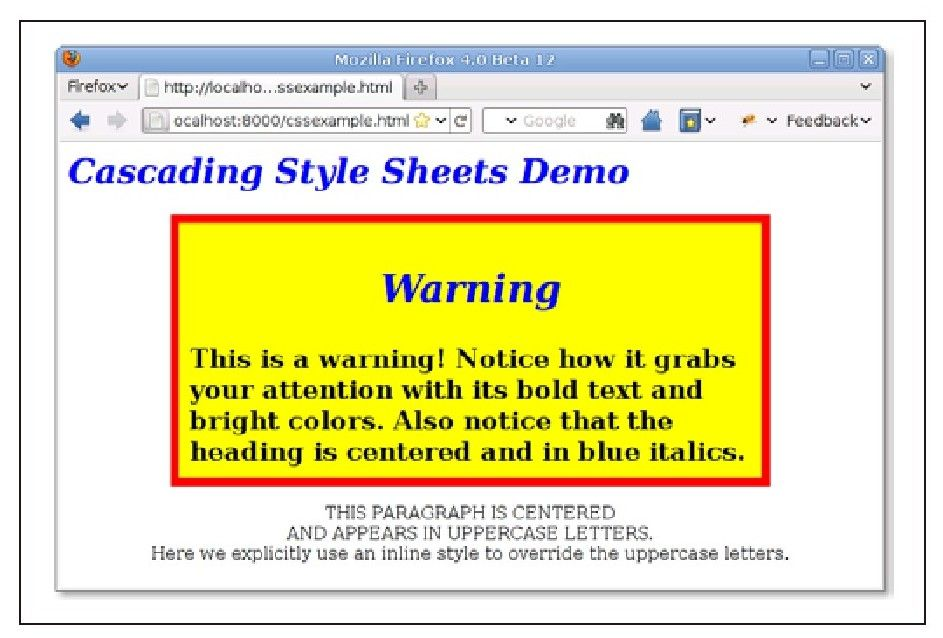 Mozilla Firefox 4.0 Beta 12
Firefox
http://localho...ssexample.html
ocalhost:8000/cssexample.html
Google
Feedback
Cascading Style Sheets Demo
Warning
This is a warning! Notice how it grabs
your attention with its bold text and
bright colors. Also notice that the
heading is centered and in blue italics.
THIS PARAGRAPH IS CENTERED
AND APPEARS IN UPPERCASE LETTERS.
Here we explicitly use an inline style to override the uppercase letters.